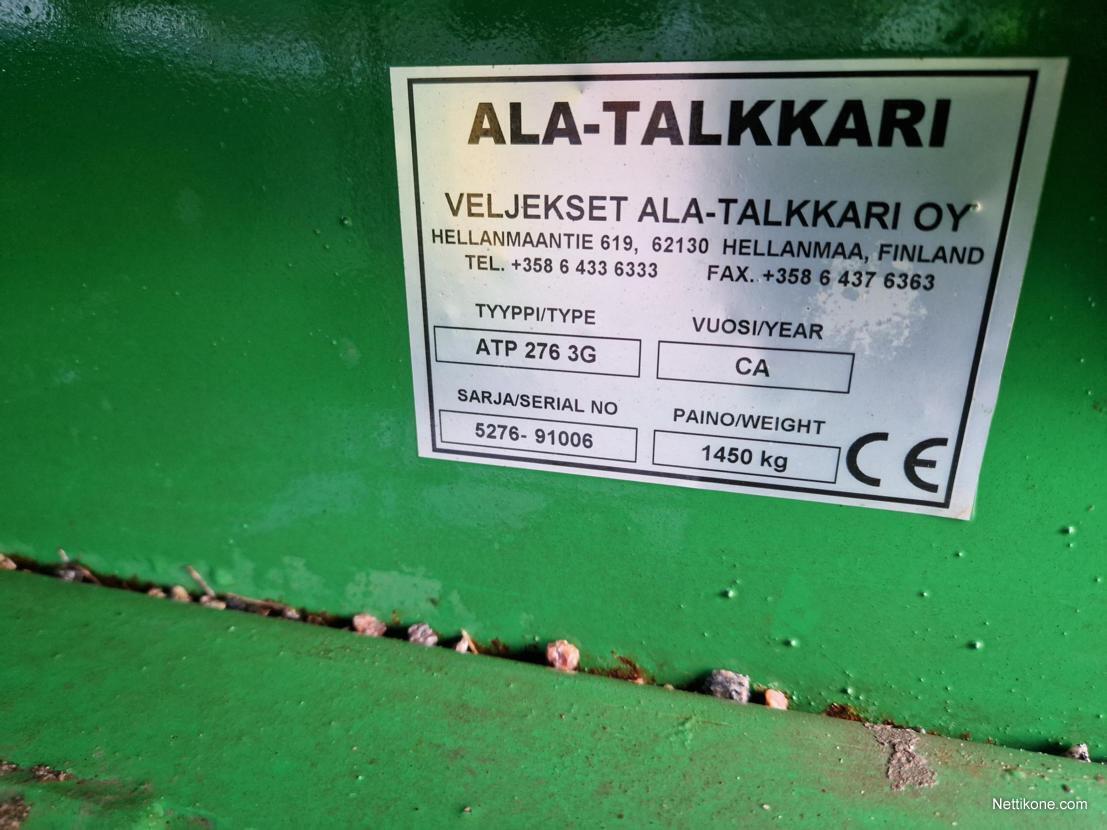 ALA-TALKKARI
VELJEKSET ALA-TALKKARI OY
HELLANMAANTIE 619, 62130 HELLANMAA, FINLAND
TEL. +358 6 433 6333 FAX. +358 6 437 6363
TYYPPI/TYPE VUOSI/YEAR
ATP 276 3G CA
SARJA/SERIAL NO PAINO/WEIGHT
5276- 91006 1450 kg CE
Nettikone.com